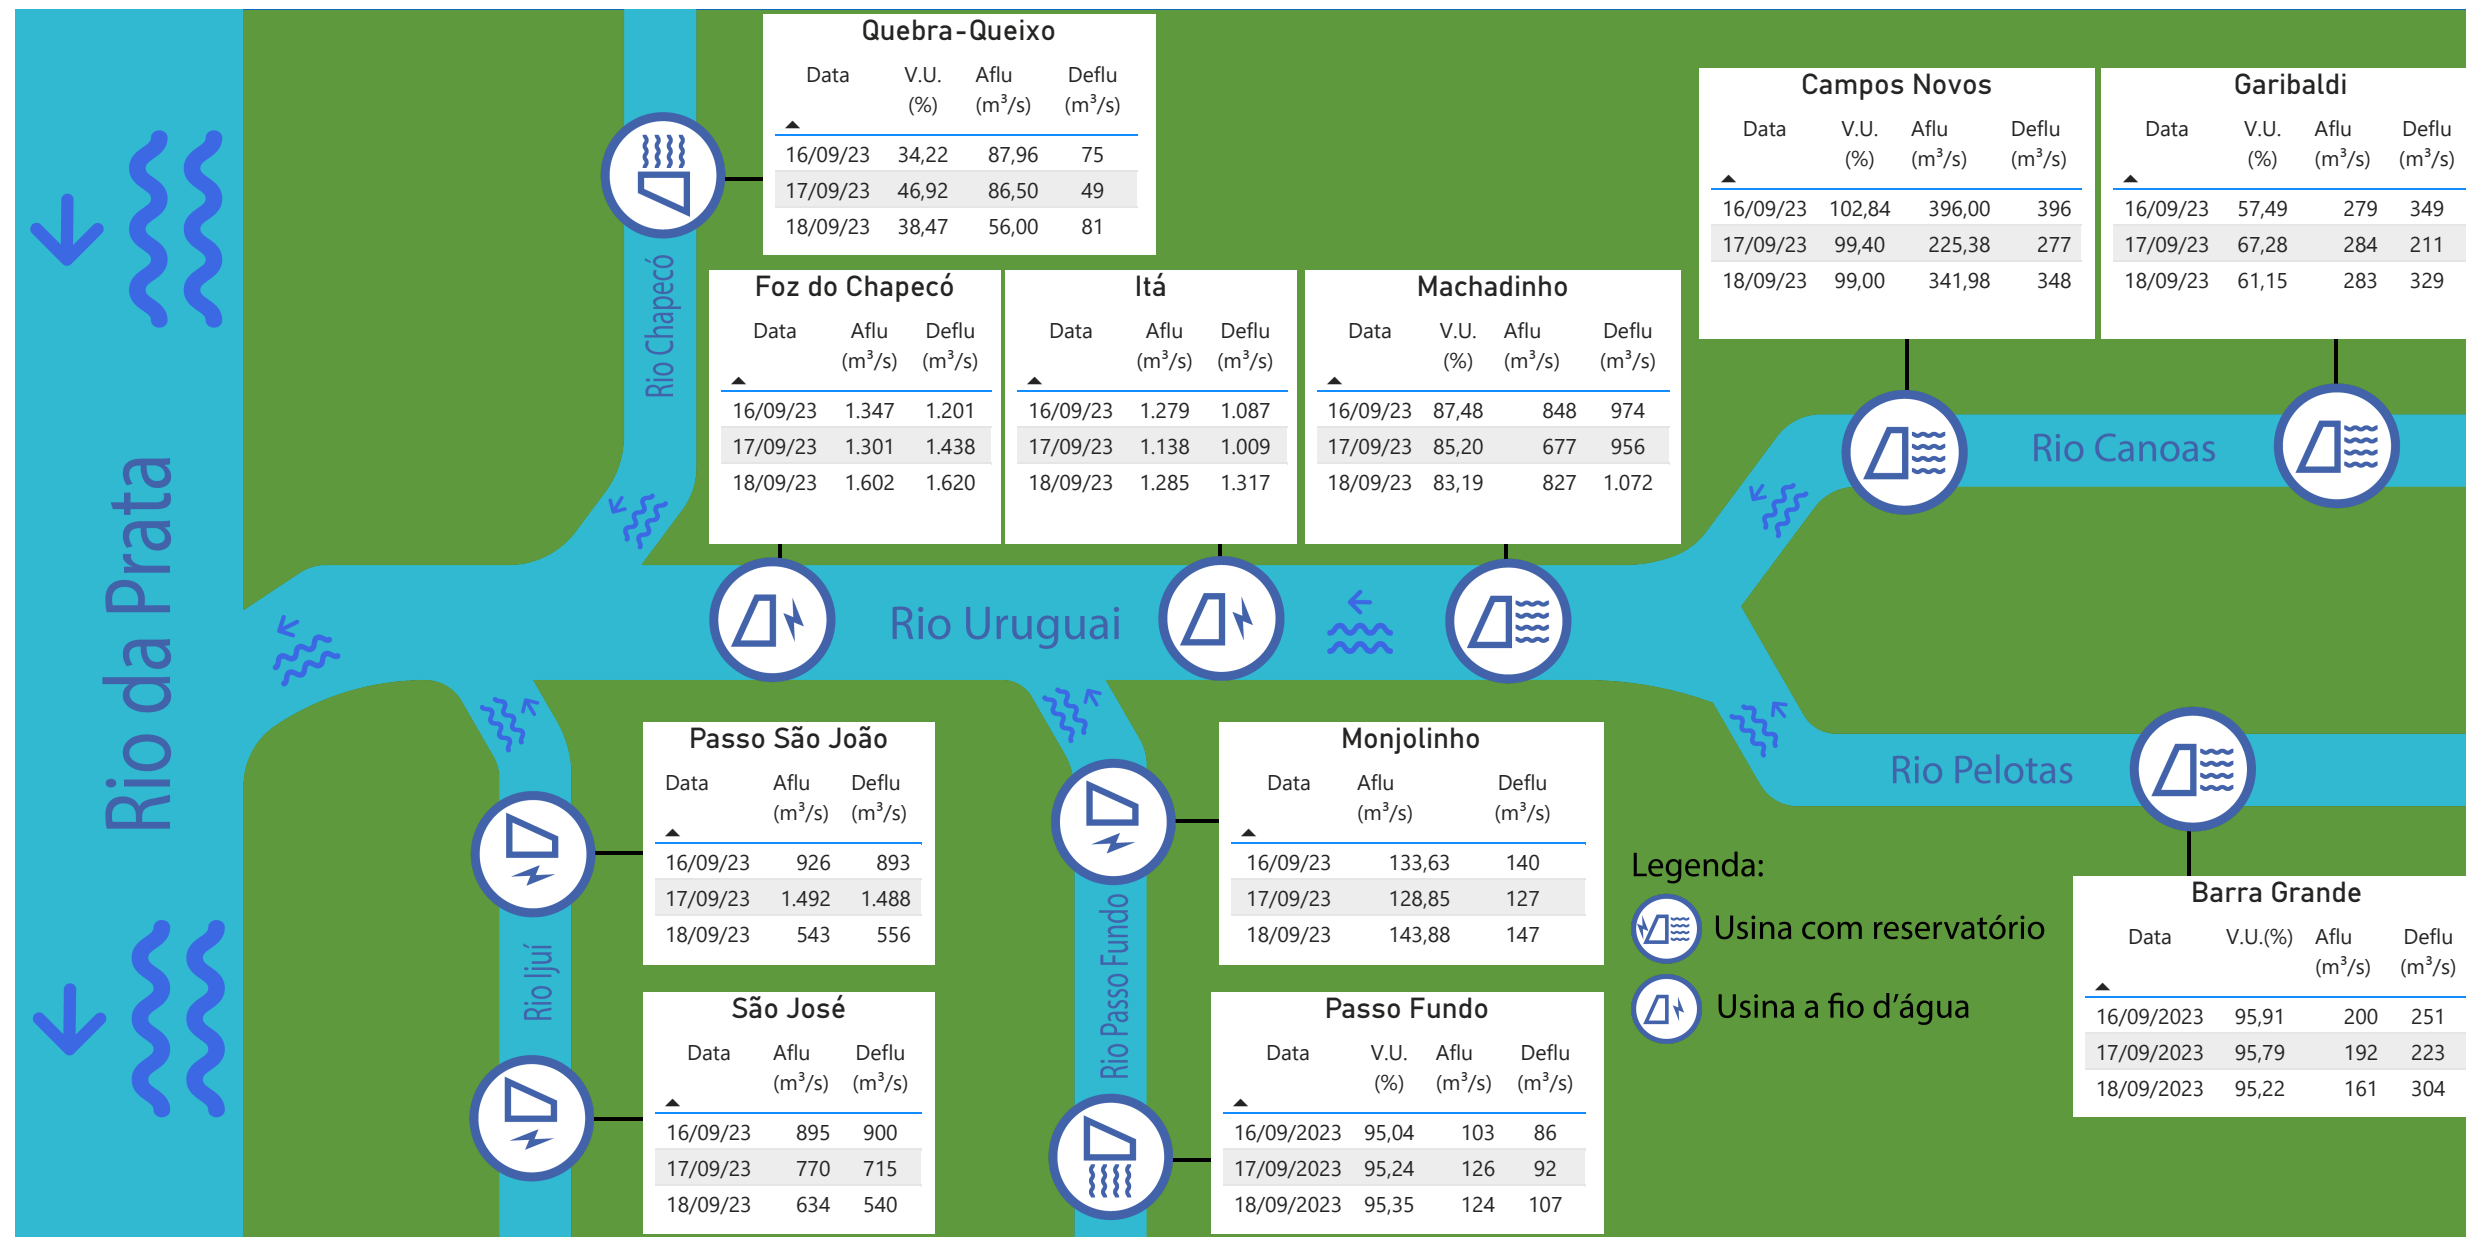 Quebra-Queixo
Data V.U. (%) Aflu (m³/s) Deflu (m³/s)
16/09/23 34,22 87,96 75
17/09/23 46,92 86,50 49
18/09/23 38,47 56,00 81
Campos Novos
Data V.U. (%) Aflu (m³/s) Deflu (m³/s)
16/09/23 102,84 396,00 396
17/09/23 99,40 225,38 277
18/09/23 99,00 341,98 348
Garibaldi
Data V.U. (%) Aflu (m³/s) Deflu (m³/s)
16/09/23 57,49 279 349
17/09/23 67,28 284 211
18/09/23 61,15 283 329
Rio Chapecó
Foz do Chapecó
Data Aflu (m³/s) Deflu (m³/s)
16/09/23 1.347 1.201
17/09/23 1.301 1.438
18/09/23 1.602 1.620
Itá
Data Aflu (m³/s) Deflu (m³/s)
16/09/23 1.279 1.087
17/09/23 1.138 1.009
18/09/23 1.285 1.317
Machadinho
Data V.U. (%) Aflu (m³/s) Deflu (m³/s)
16/09/23 87,48 848 974
17/09/23 85,20 677 956
18/09/23 83,19 827 1.072
Rio Canoas
Rio da Prata
Rio Uruguai
Rio Pelotas
Passo São João
Data Aflu (m³/s) Deflu (m³/s)
16/09/23 926 893
17/09/23 1.492 1.488
18/09/23 543 556
Monjolinho
Data Aflu (m³/s) Deflu (m³/s)
16/09/23 133,63 140
17/09/23 128,85 127
18/09/23 143,88 147
Legenda:
Usina com reservatório
Usina a fio d’água
Barra Grande
Data V.U.(%) Aflu (m³/s) Deflu (m³/s)
16/09/2023 95,91 200 251
17/09/2023 95,79 192 223
18/09/2023 95,22 161 304
Rio Ijuí
São José
Data Aflu (m³/s) Deflu (m³/s)
16/09/23 895 900
17/09/23 770 715
18/09/23 634 540
Rio Passo Fundo
Passo Fundo
Data V.U. (%) Aflu (m³/s) Deflu (m³/s)
16/09/2023 95,04 103 86
17/09/2023 95,24 126 92
18/09/2023 95,35 124 107